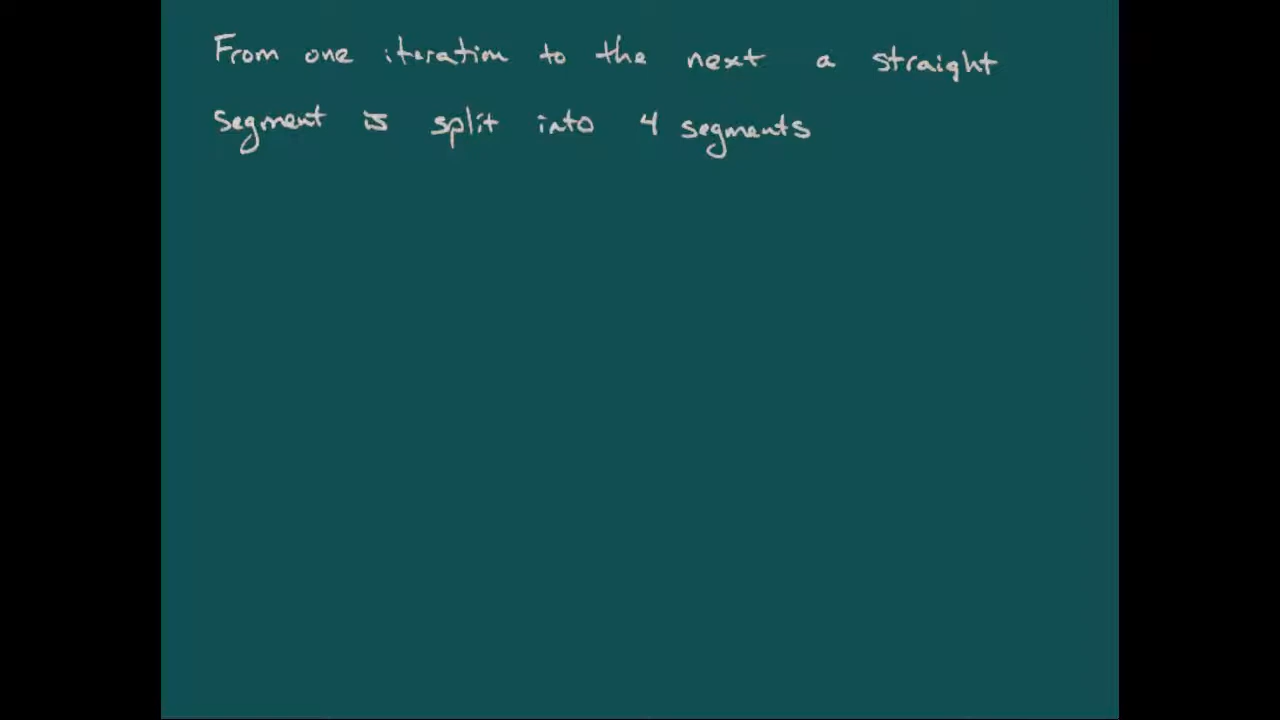 From one iteration to the next a straight
segment is split into 4 segments